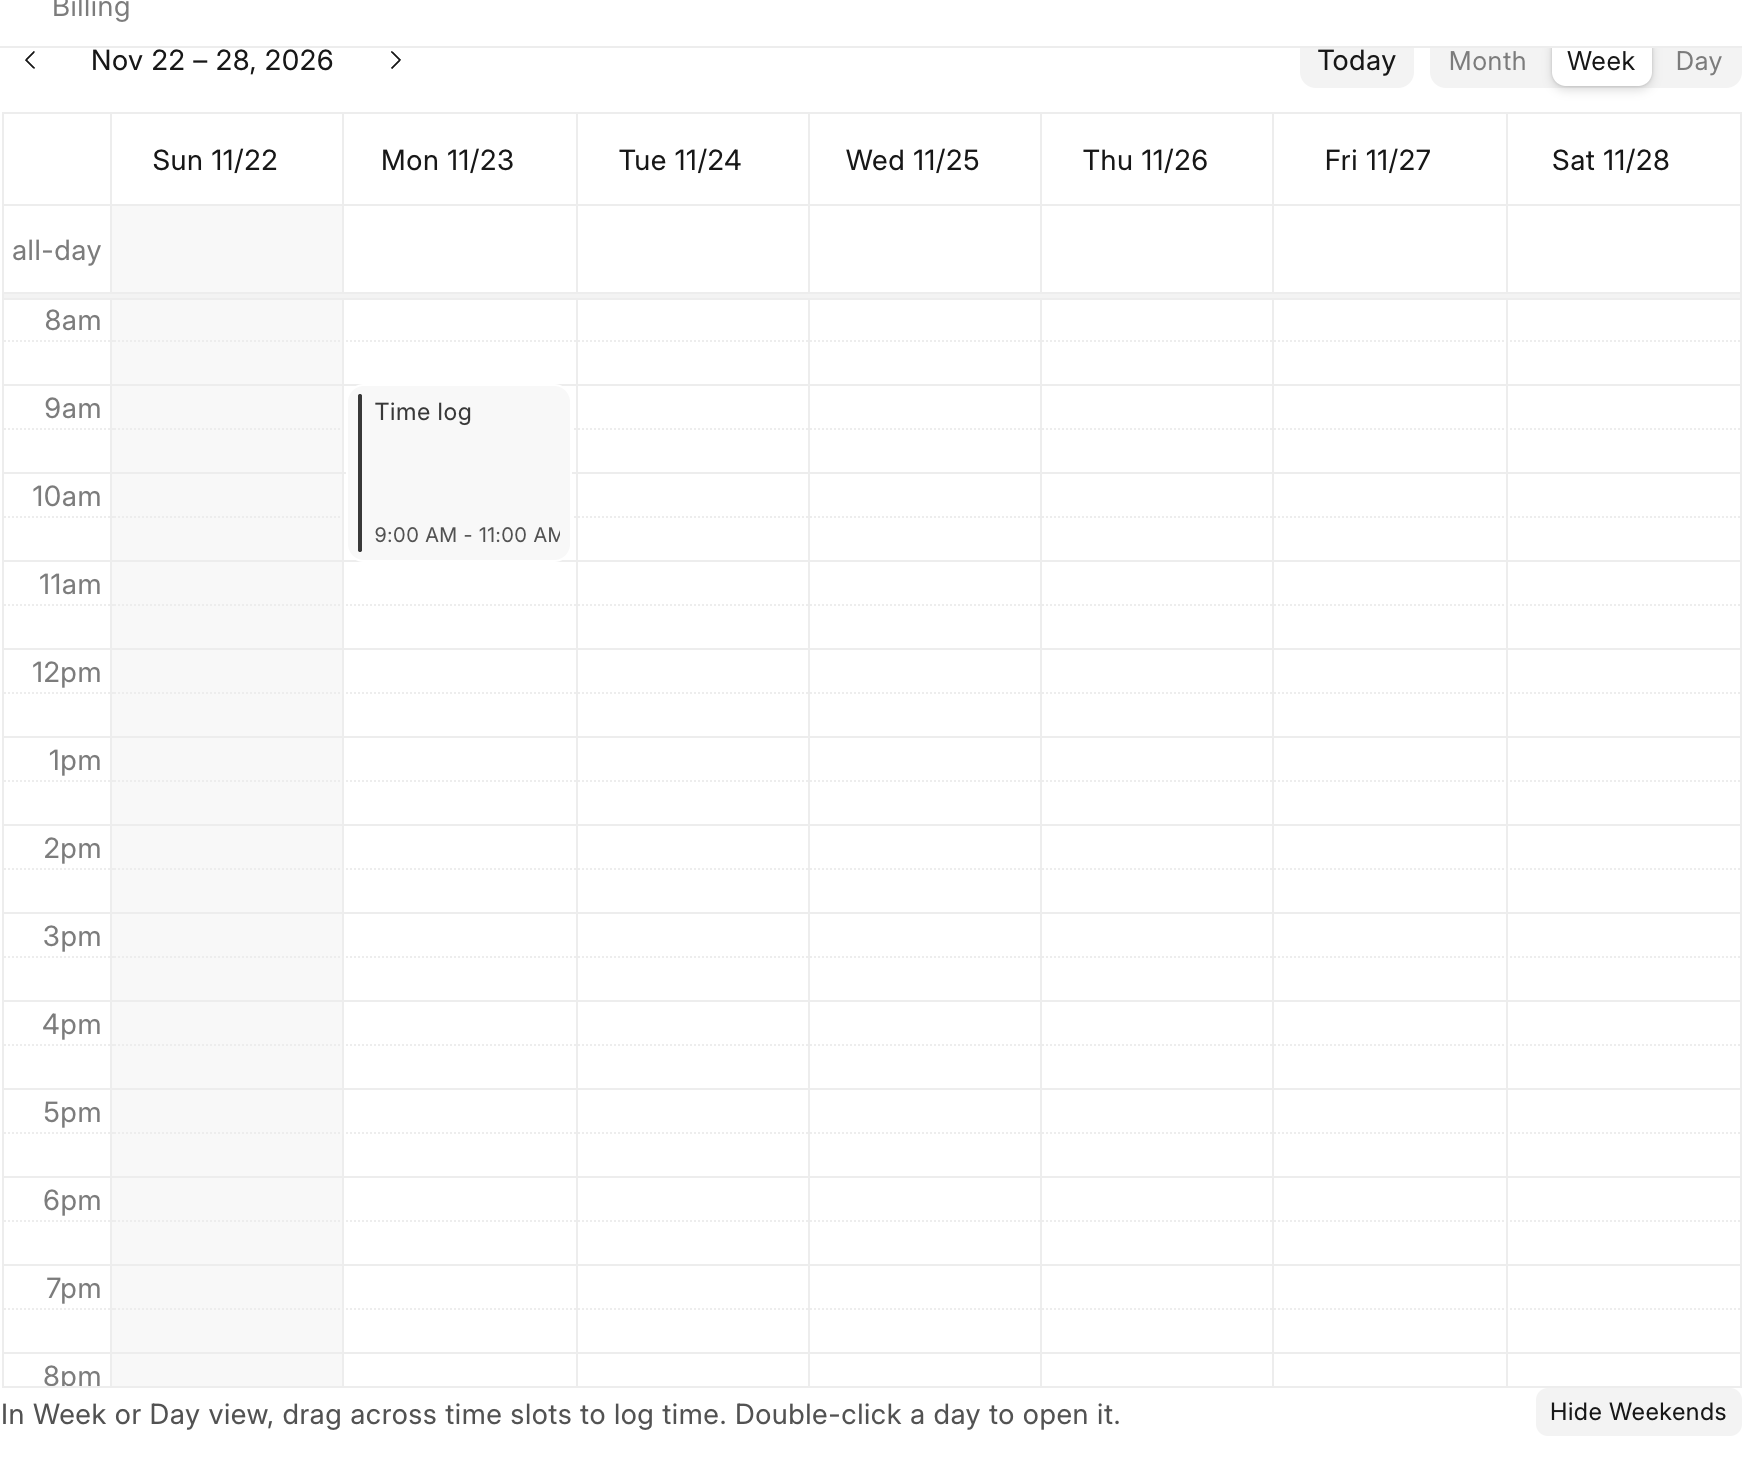 Billing
Nov 22 – 28, 2026
Today
Month Week Day
Sun 11/22 Mon 11/23 Tue 11/24 Wed 11/25 Thu 11/26 Fri 11/27 Sat 11/28
all-day
8am
9am
Time log
10am
9:00 AM - 11:00 AM
11am
12pm
1pm
2pm
3pm
4pm
5pm
6pm
7pm
8pm
In Week or Day view, drag across time slots to log time. Double-click a day to open it.
Hide Weekends